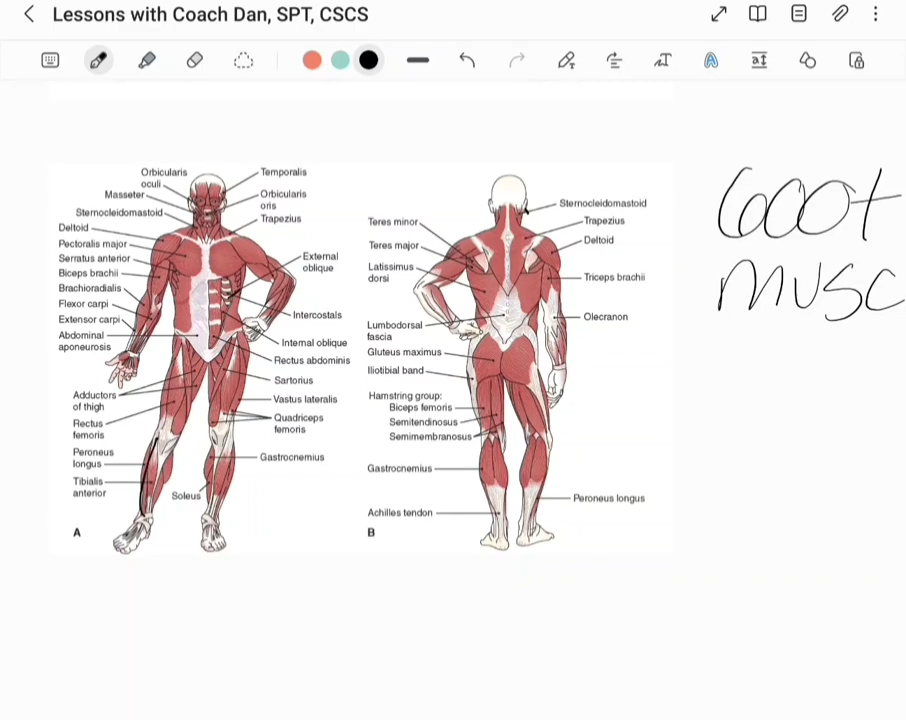 Lessons with Coach Dan, SPT, CSCS
600+
MUSC
Orbicularis
oculi
Masseter
Sternocleidomastoid
Deltoid
Pectoralis major
Serratus anterior
Biceps brachii
Brachioradialis
Flexor carpi
Extensor carpi
Abdominal
aponeurosis
Adductors
of thigh
Rectus
femoris
Peroneus
longus
Tibialis
anterior
A
Temporalis
Orbicularis
oris
Trapezius
External
oblique
Intercostals
Internal oblique
Rectus abdominis
Sartorius
Vastus lateralis
Quadriceps
femoris
Gastrocnemius
Soleus
Teres minor
Teres major
Latissimus
dorsi
Lumbodorsal
fascia
Gluteus maximus
Iliotibial band
Hamstring group:
Biceps femoris
Semitendinosus
Semimembranosus
Gastrocnemius
Achilles tendon
B
Sternocleidomastoid
Trapezius
Deltoid
Triceps brachii
Olecranon
Peroneus longus